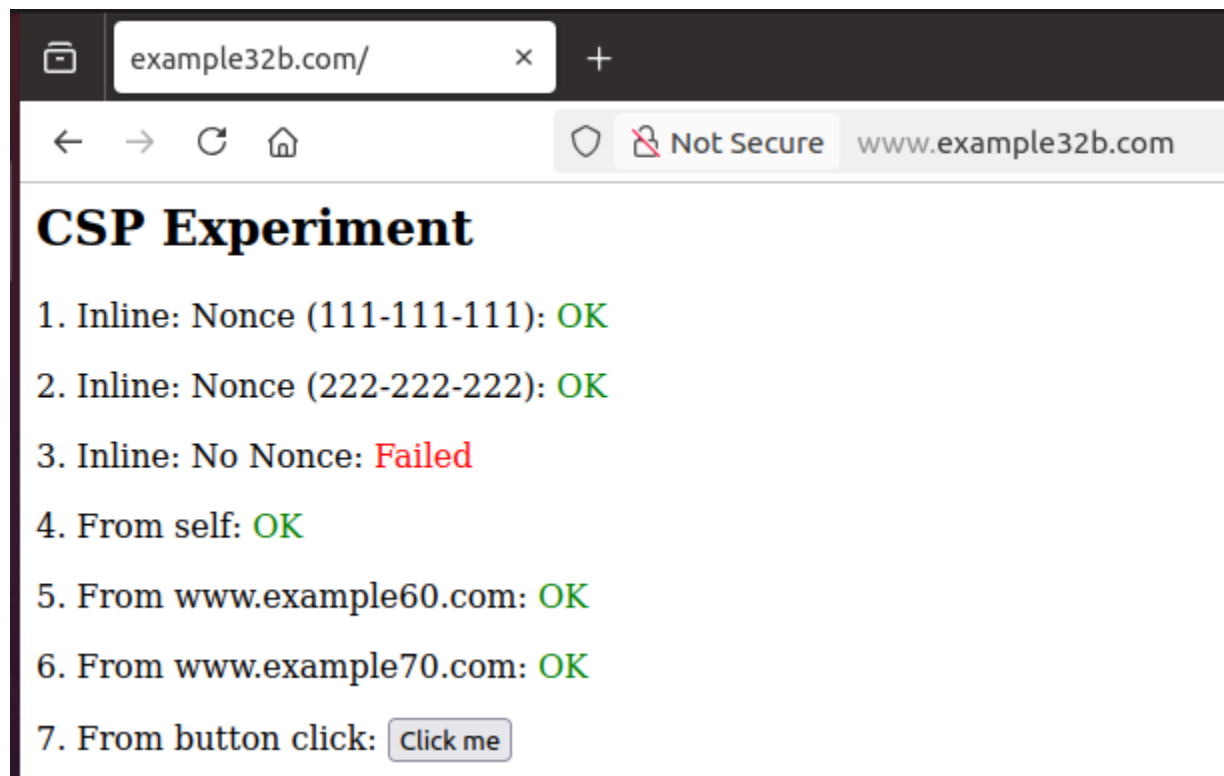 example32b.com/
Not Secure www.example32b.com
CSP Experiment
1. Inline: Nonce (111-111-111): OK
2. Inline: Nonce (222-222-222): OK
3. Inline: No Nonce: Failed
4. From self: OK
5. From www.example60.com: OK
6. From www.example70.com: OK
7. From button click: Click me